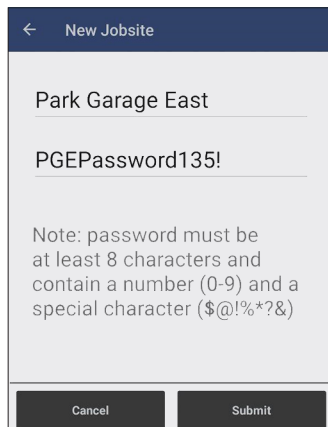 New Jobsite
Park Garage East
PGEPassword135!
Note: password must be
at least 8 characters and
contain a number (0-9) and a
special character ($@!%*?&)
Cancel Submit